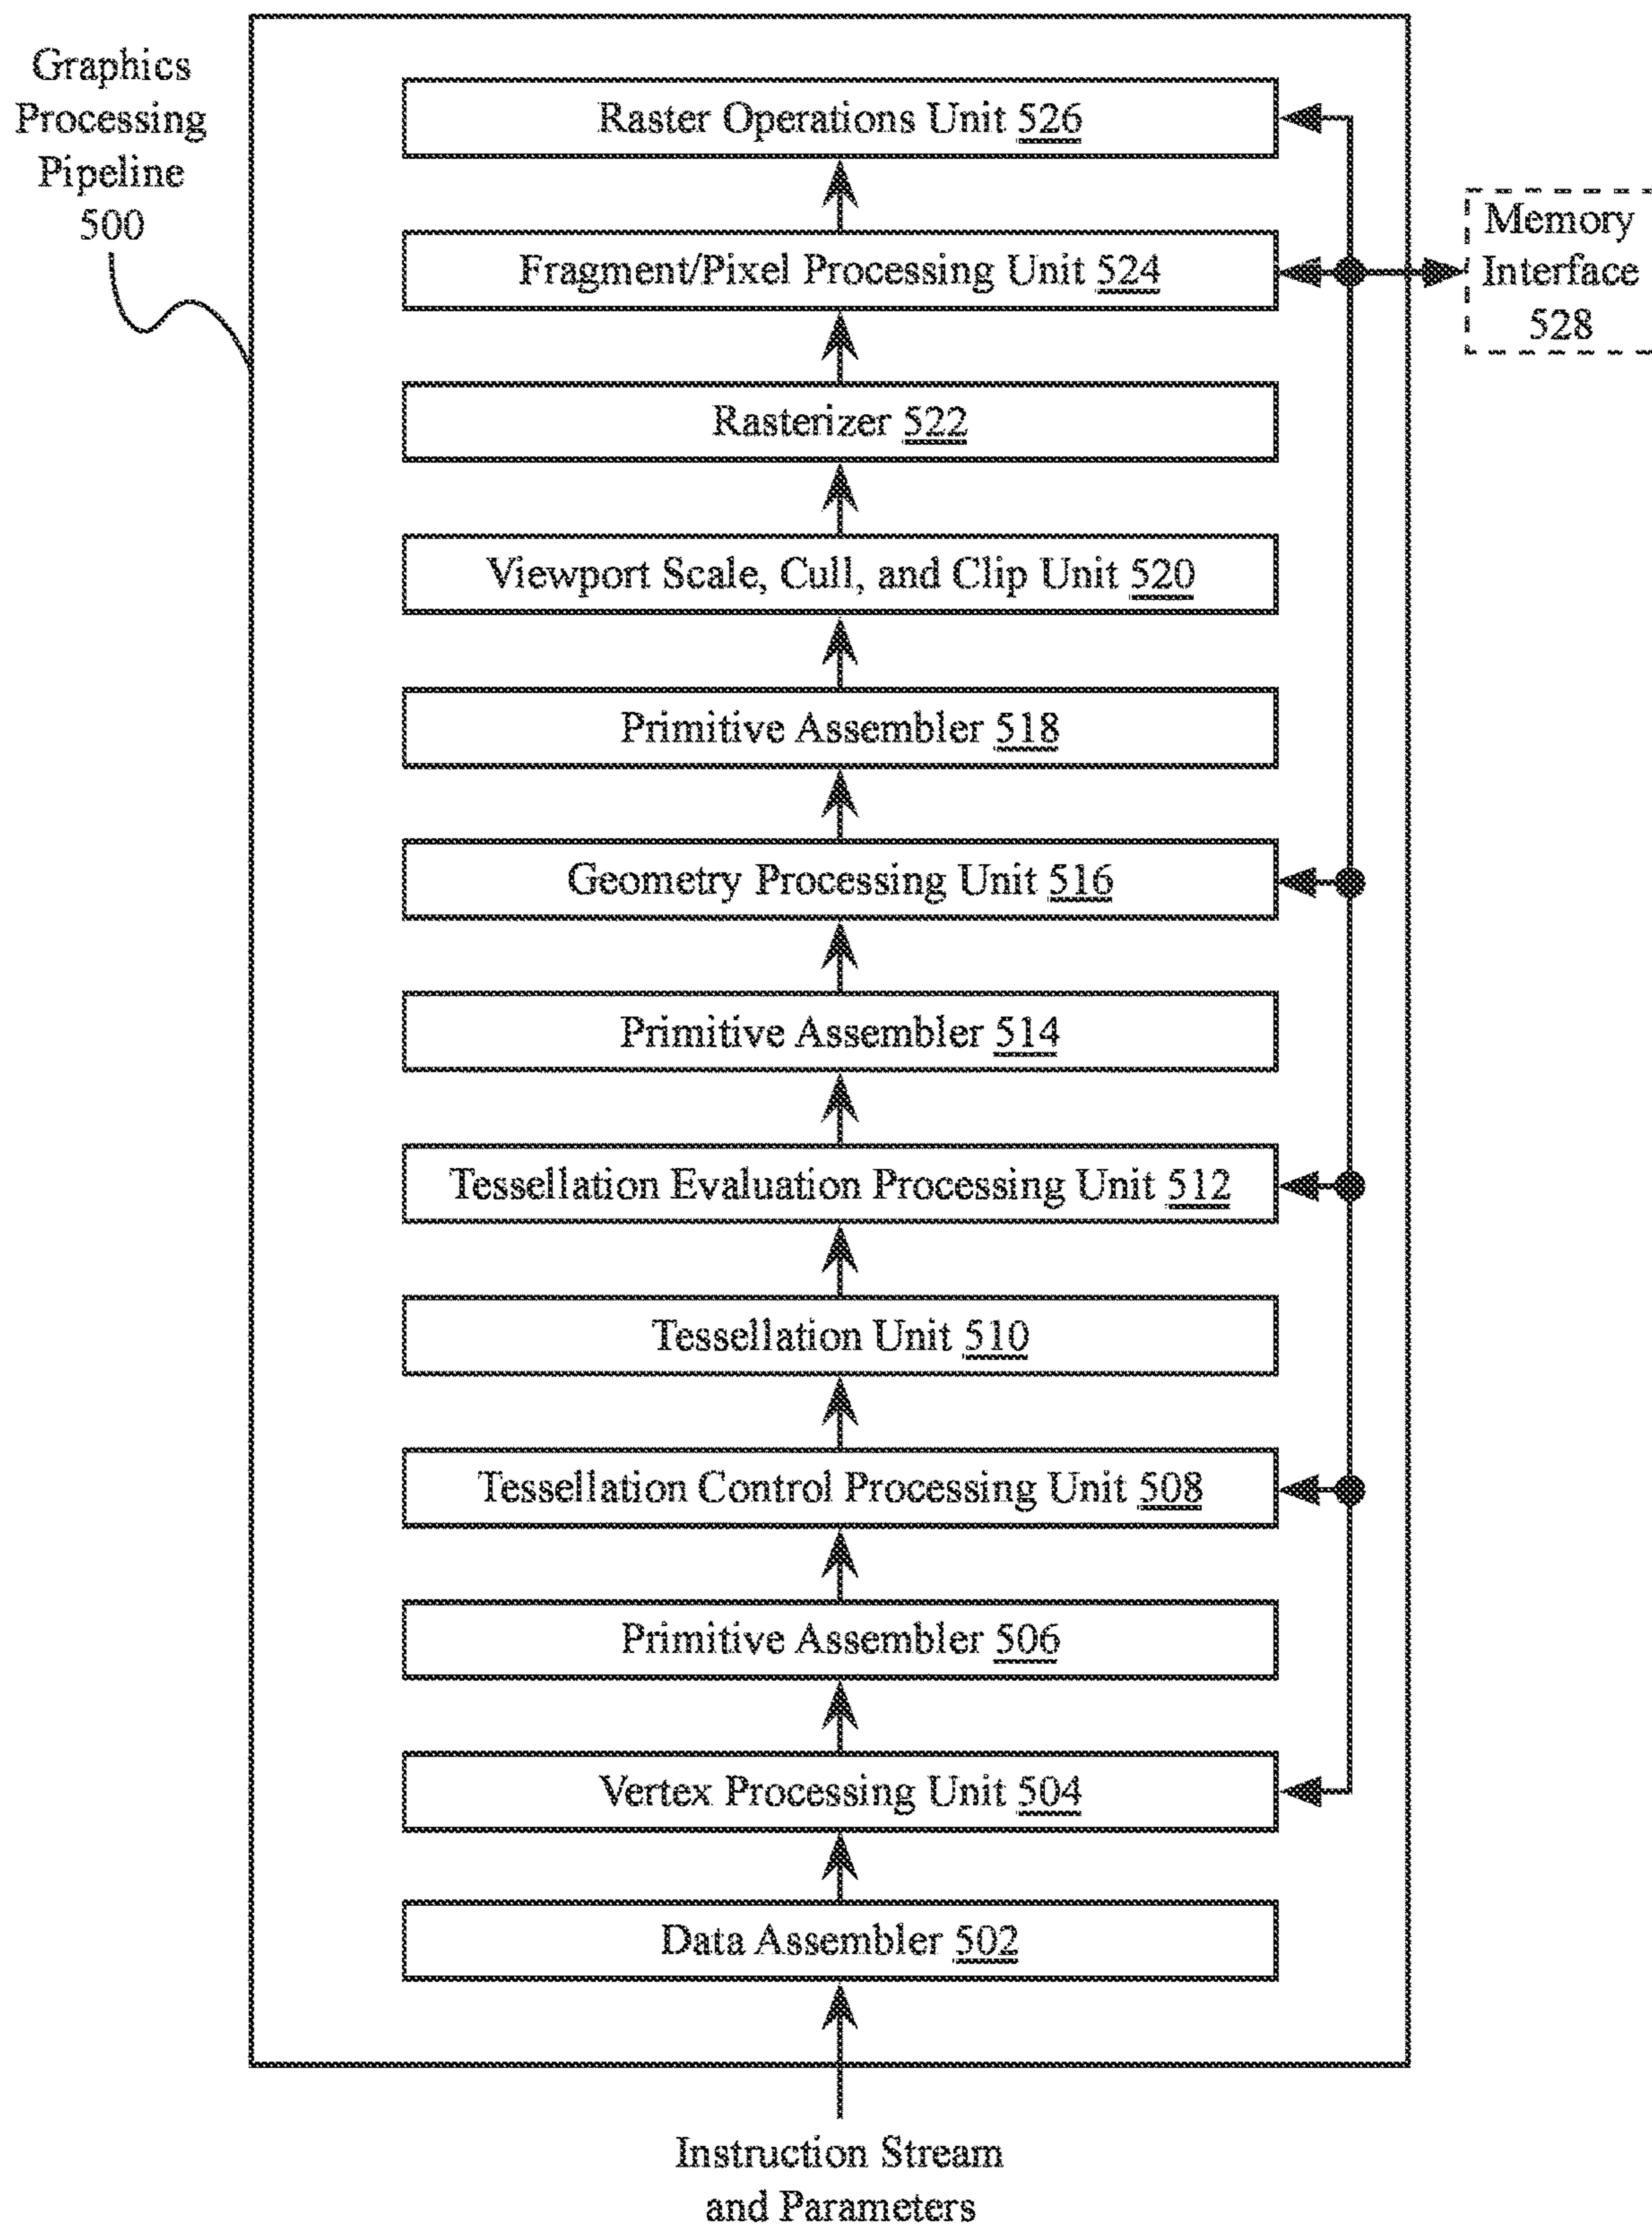 Graphics
Processing
Pipeline
500
Raster Operations Unit 526
Fragment/Pixel Processing Unit 524
Memory
Interface
528
Rasterizer 522
Viewport Scale, Cull, and Clip Unit 520
Primitive Assembler 518
Geometry Processing Unit 516
Primitive Assembler 514
Tessellation Evaluation Processing Unit 512
Tessellation Unit 510
Tessellation Control Processing Unit 508
Primitive Assembler 506
Vertex Processing Unit 504
Data Assembler 502
Instruction Stream
and Parameters